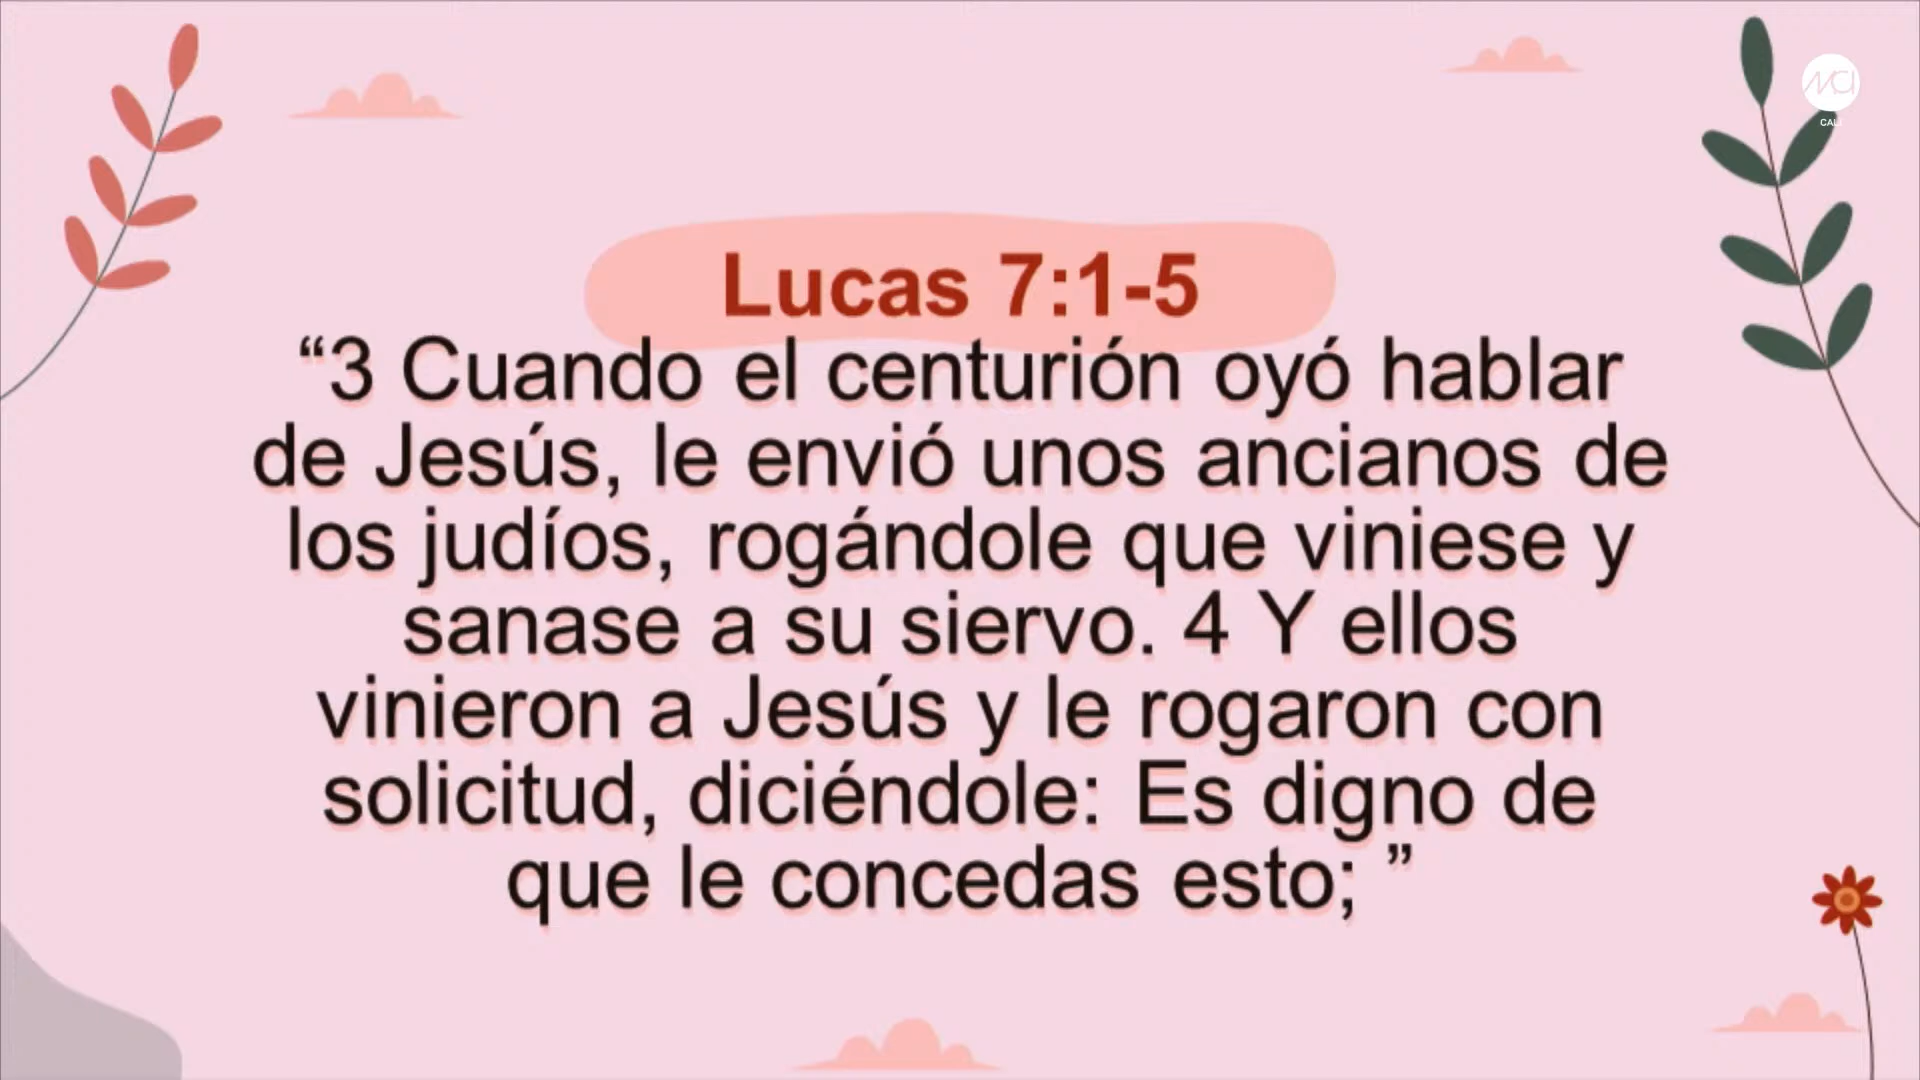 MCI
CALI
Lucas 7:1-5
“3 Cuando el centurión oyó hablar
de Jesús, le envió unos ancianos de
los judíos, rogándole que viniese y
sanase a su siervo. 4 Y ellos
vinieron a Jesús y le rogaron con
solicitud, diciéndole: Es digno de
que le concedas esto; ”